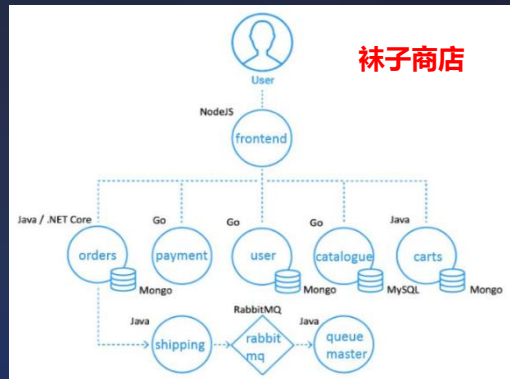 袜子商店
User
NodeJS
frontend
Java / .NET Core
Go
Go
Go
Java
orders
payment
user
catalogue
carts
Mongo
Mongo
MySQL
Mongo
Java
RabbitMQ
Java
shipping
rabbit
mq
queue
master